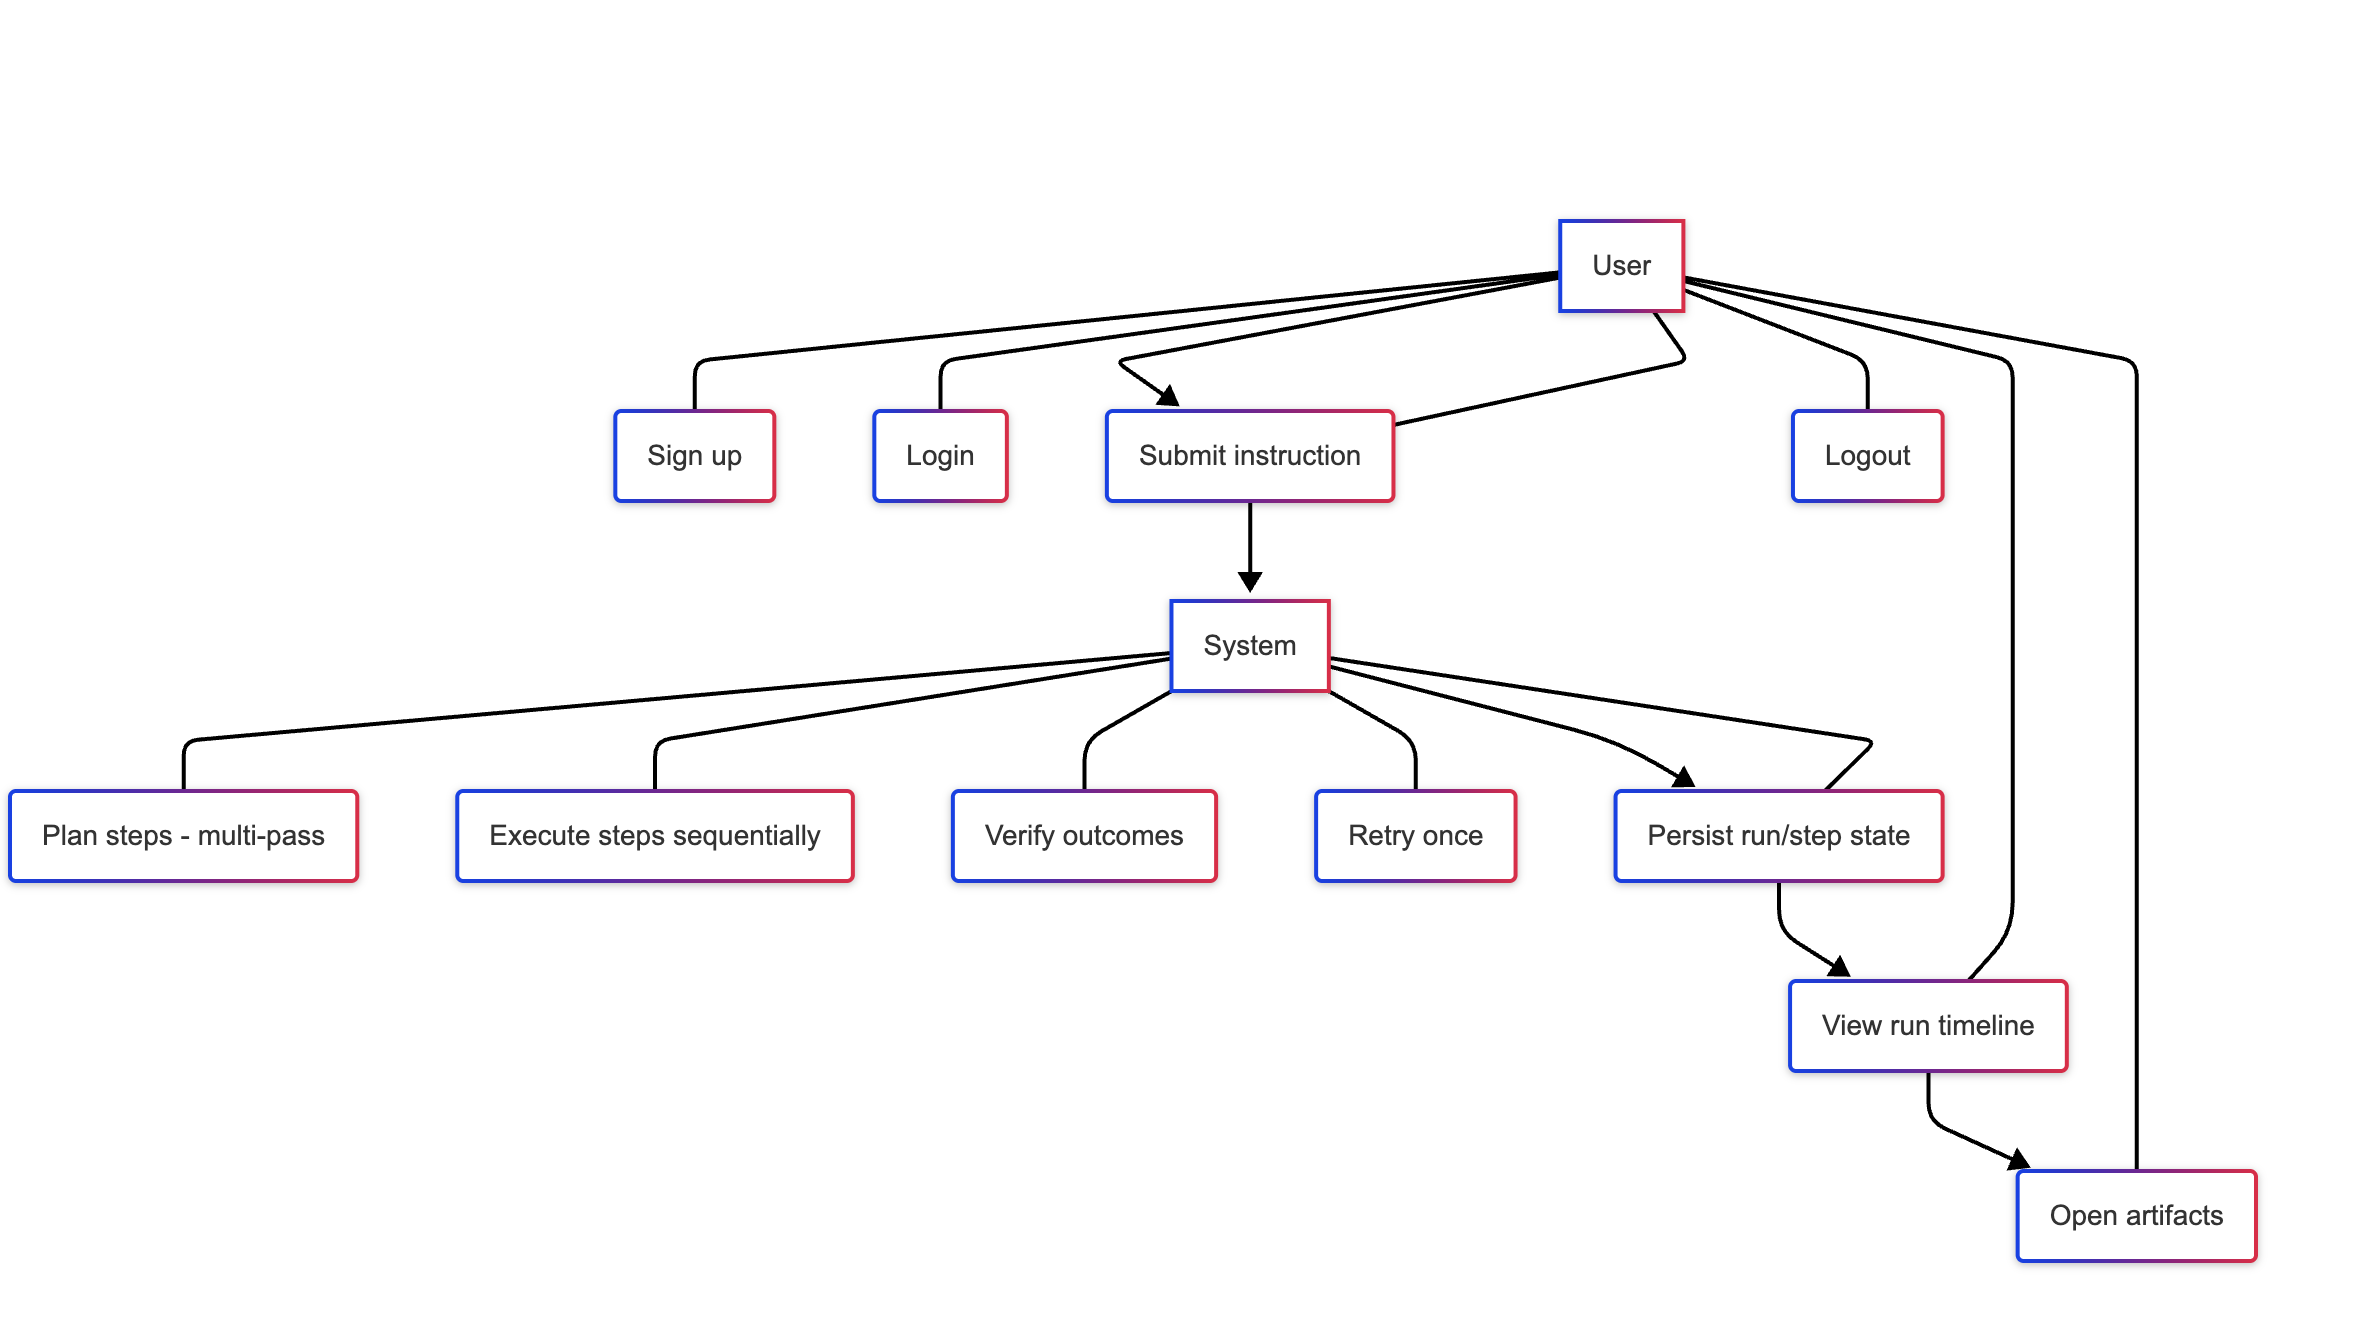 User
Sign up
Login
Submit instruction
Logout
System
Plan steps - multi-pass
Execute steps sequentially
Verify outcomes
Retry once
Persist run/step state
View run timeline
Open artifacts